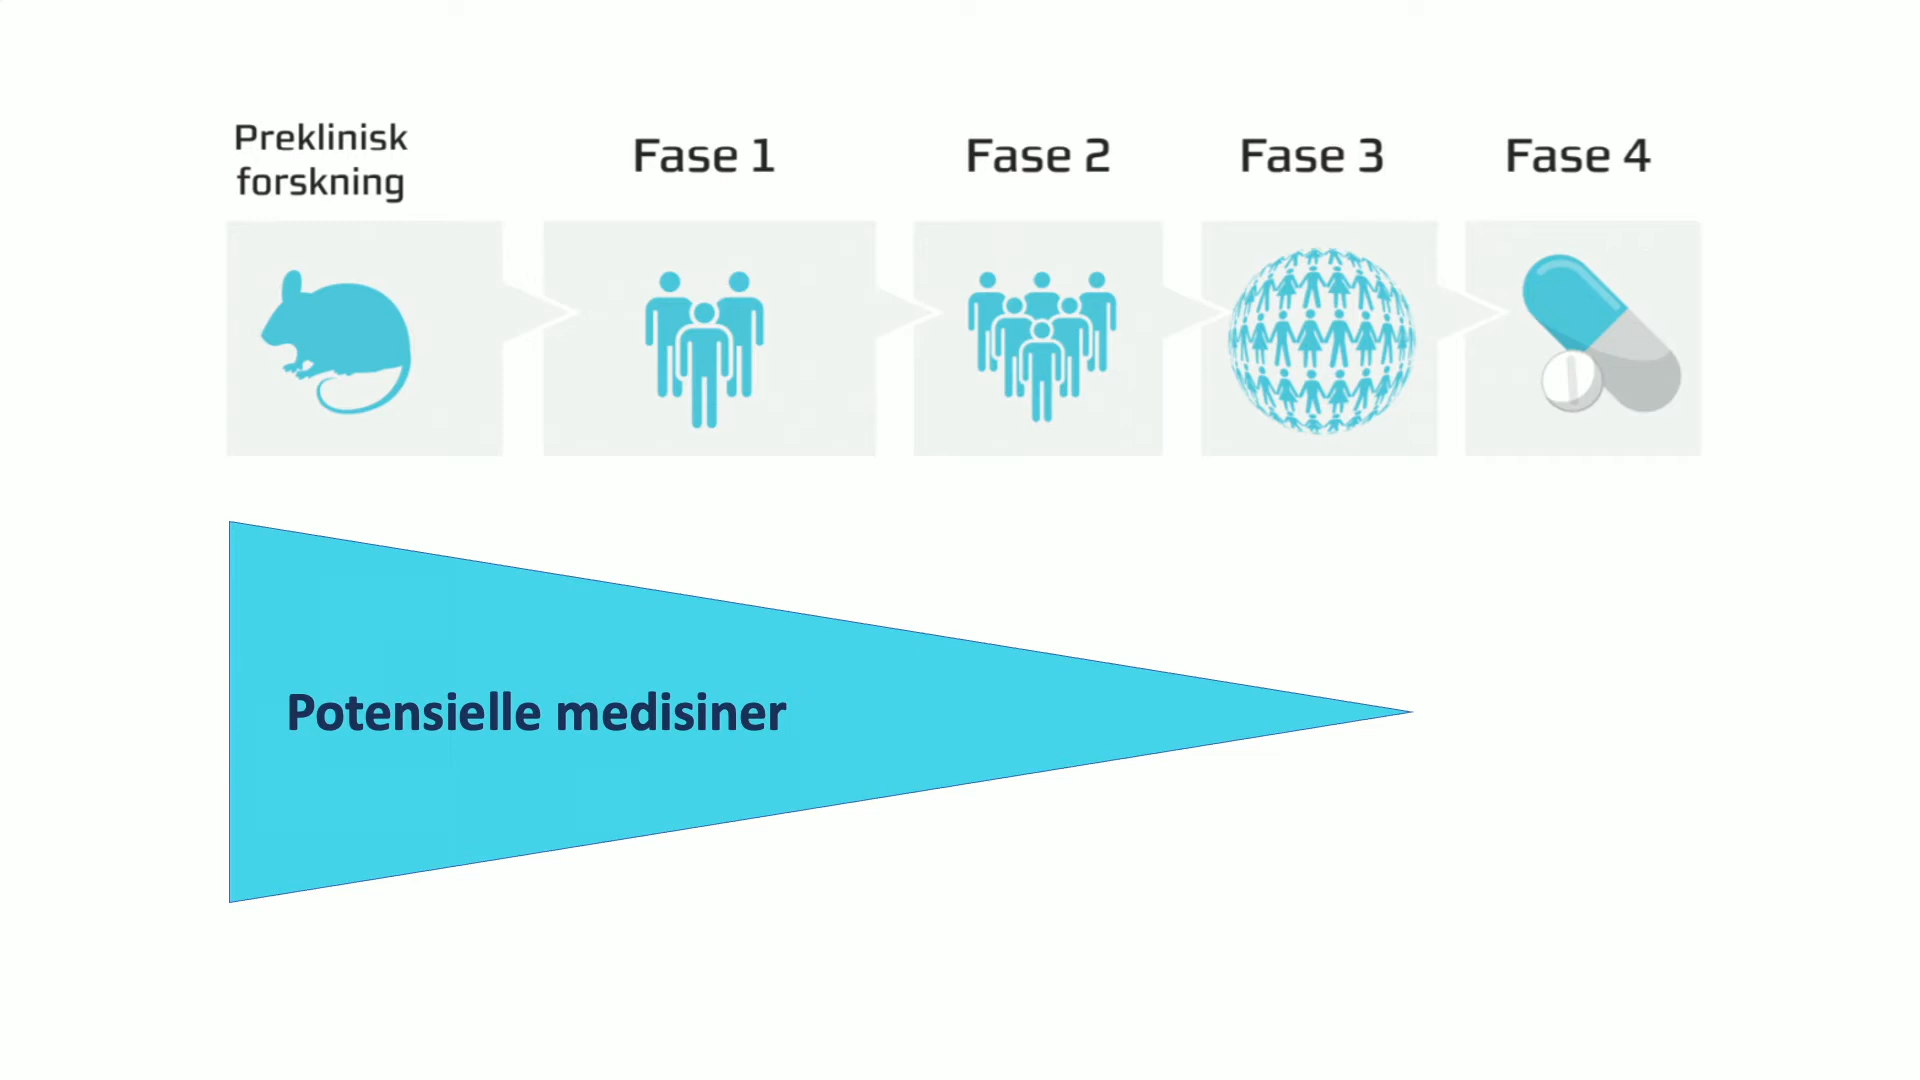 Preklinisk
forskning
Fase 1
Fase 2
Fase 3
Fase 4
Potensielle medisiner